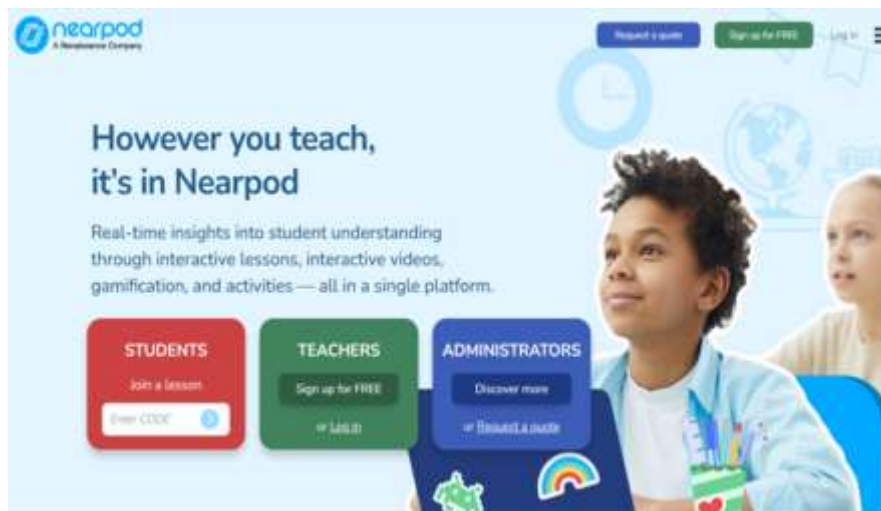 nearpod
A Renaissance Company
Request a quote
Sign up for FREE
Log in
However you teach,
it's in Nearpod
Real-time insights into student understanding
through interactive lessons, interactive videos,
gamification, and activities — all in a single platform.
STUDENTS
Join a lesson
Enter CODE
TEACHERS
Sign up for FREE
or Log in
ADMINISTRATORS
Discover more
or Request a quote